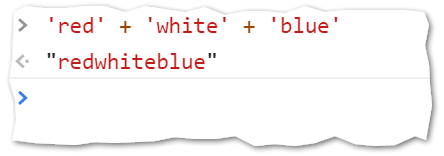 > 'red' + 'white' + 'blue'
"redwhiteblue"
>